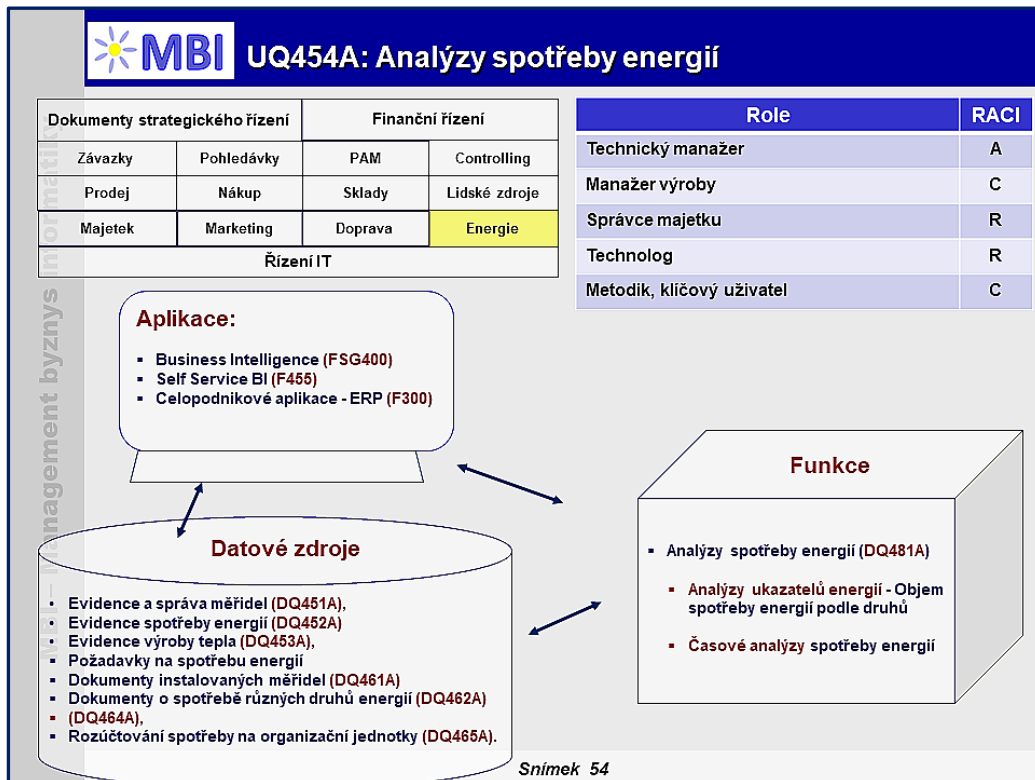 MBI
UQ454A: Analýzy spotřeby energií
MBI – Management byznys informatiky
Dokumenty strategického řízení Finanční řízení
Závazky Pohledávky PAM Controlling
Prodej Nákup Sklady Lidské zdroje
Majetek Marketing Doprava Energie
Řízení IT
Role RACI
Technický manažer A
Manažer výroby C
Správce majetku R
Technolog R
Metodik, klíčový uživatel C
Aplikace:
▪ Business Intelligence (FSG400)
▪ Self Service BI (F455)
▪ Celopodnikové aplikace - ERP (F300)
Funkce
▪ Analýzy spotřeby energií (DQ481A)
▪ Analýzy ukazatelů energií - Objem
spotřeby energií podle druhů
▪ Časové analýzy spotřeby energií
Datové zdroje
• Evidence a správa měřidel (DQ451A),
• Evidence spotřeby energií (DQ452A)
• Evidence výroby tepla (DQ453A),
▪ Požadavky na spotřebu energií
▪ Dokumenty instalovaných měřidel (DQ461A)
▪ Dokumenty o spotřebě různých druhů energií (DQ462A)
▪ (DQ464A),
▪ Rozúčtování spotřeby na organizační jednotky (DQ465A).
Snímek 54